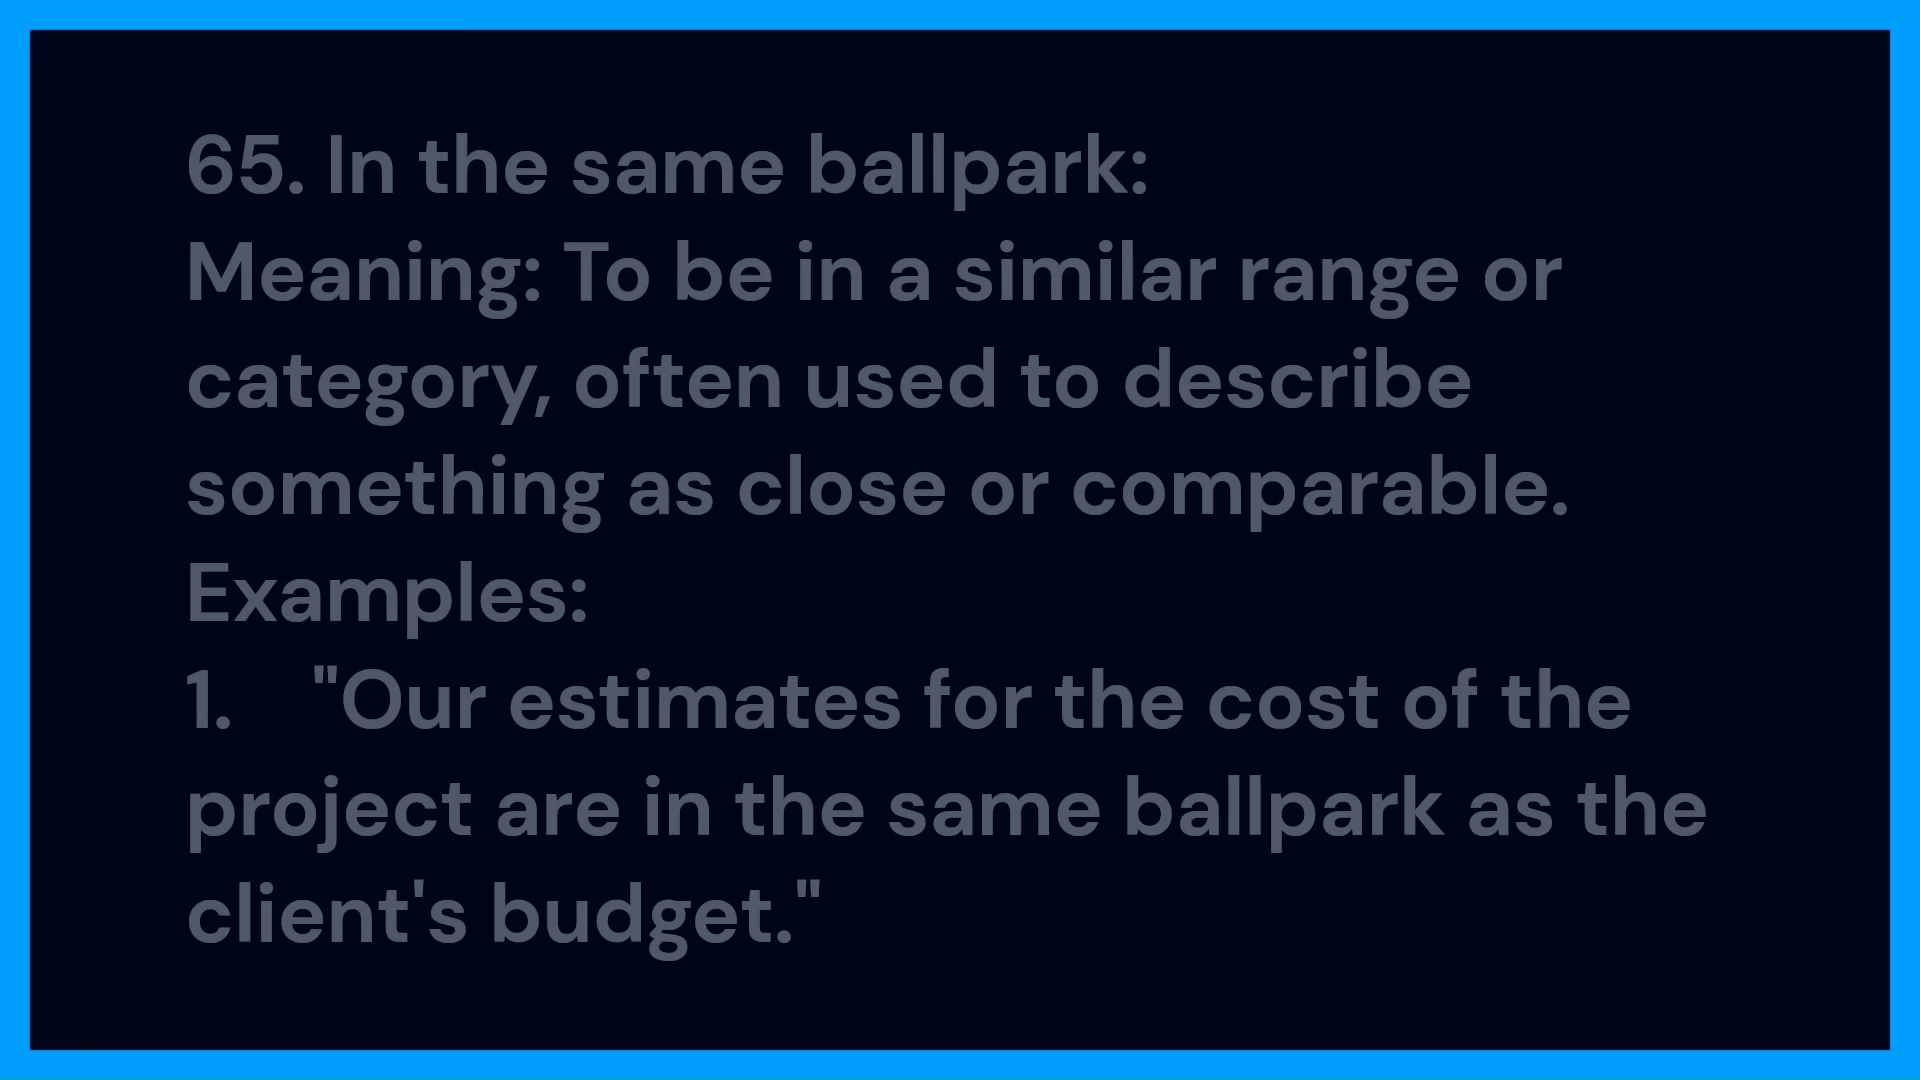 65. In the same ballpark:
Meaning: To be in a similar range or
category, often used to describe
something as close or comparable.
Examples:
1. "Our estimates for the cost of the
project are in the same ballpark as the
client's budget."